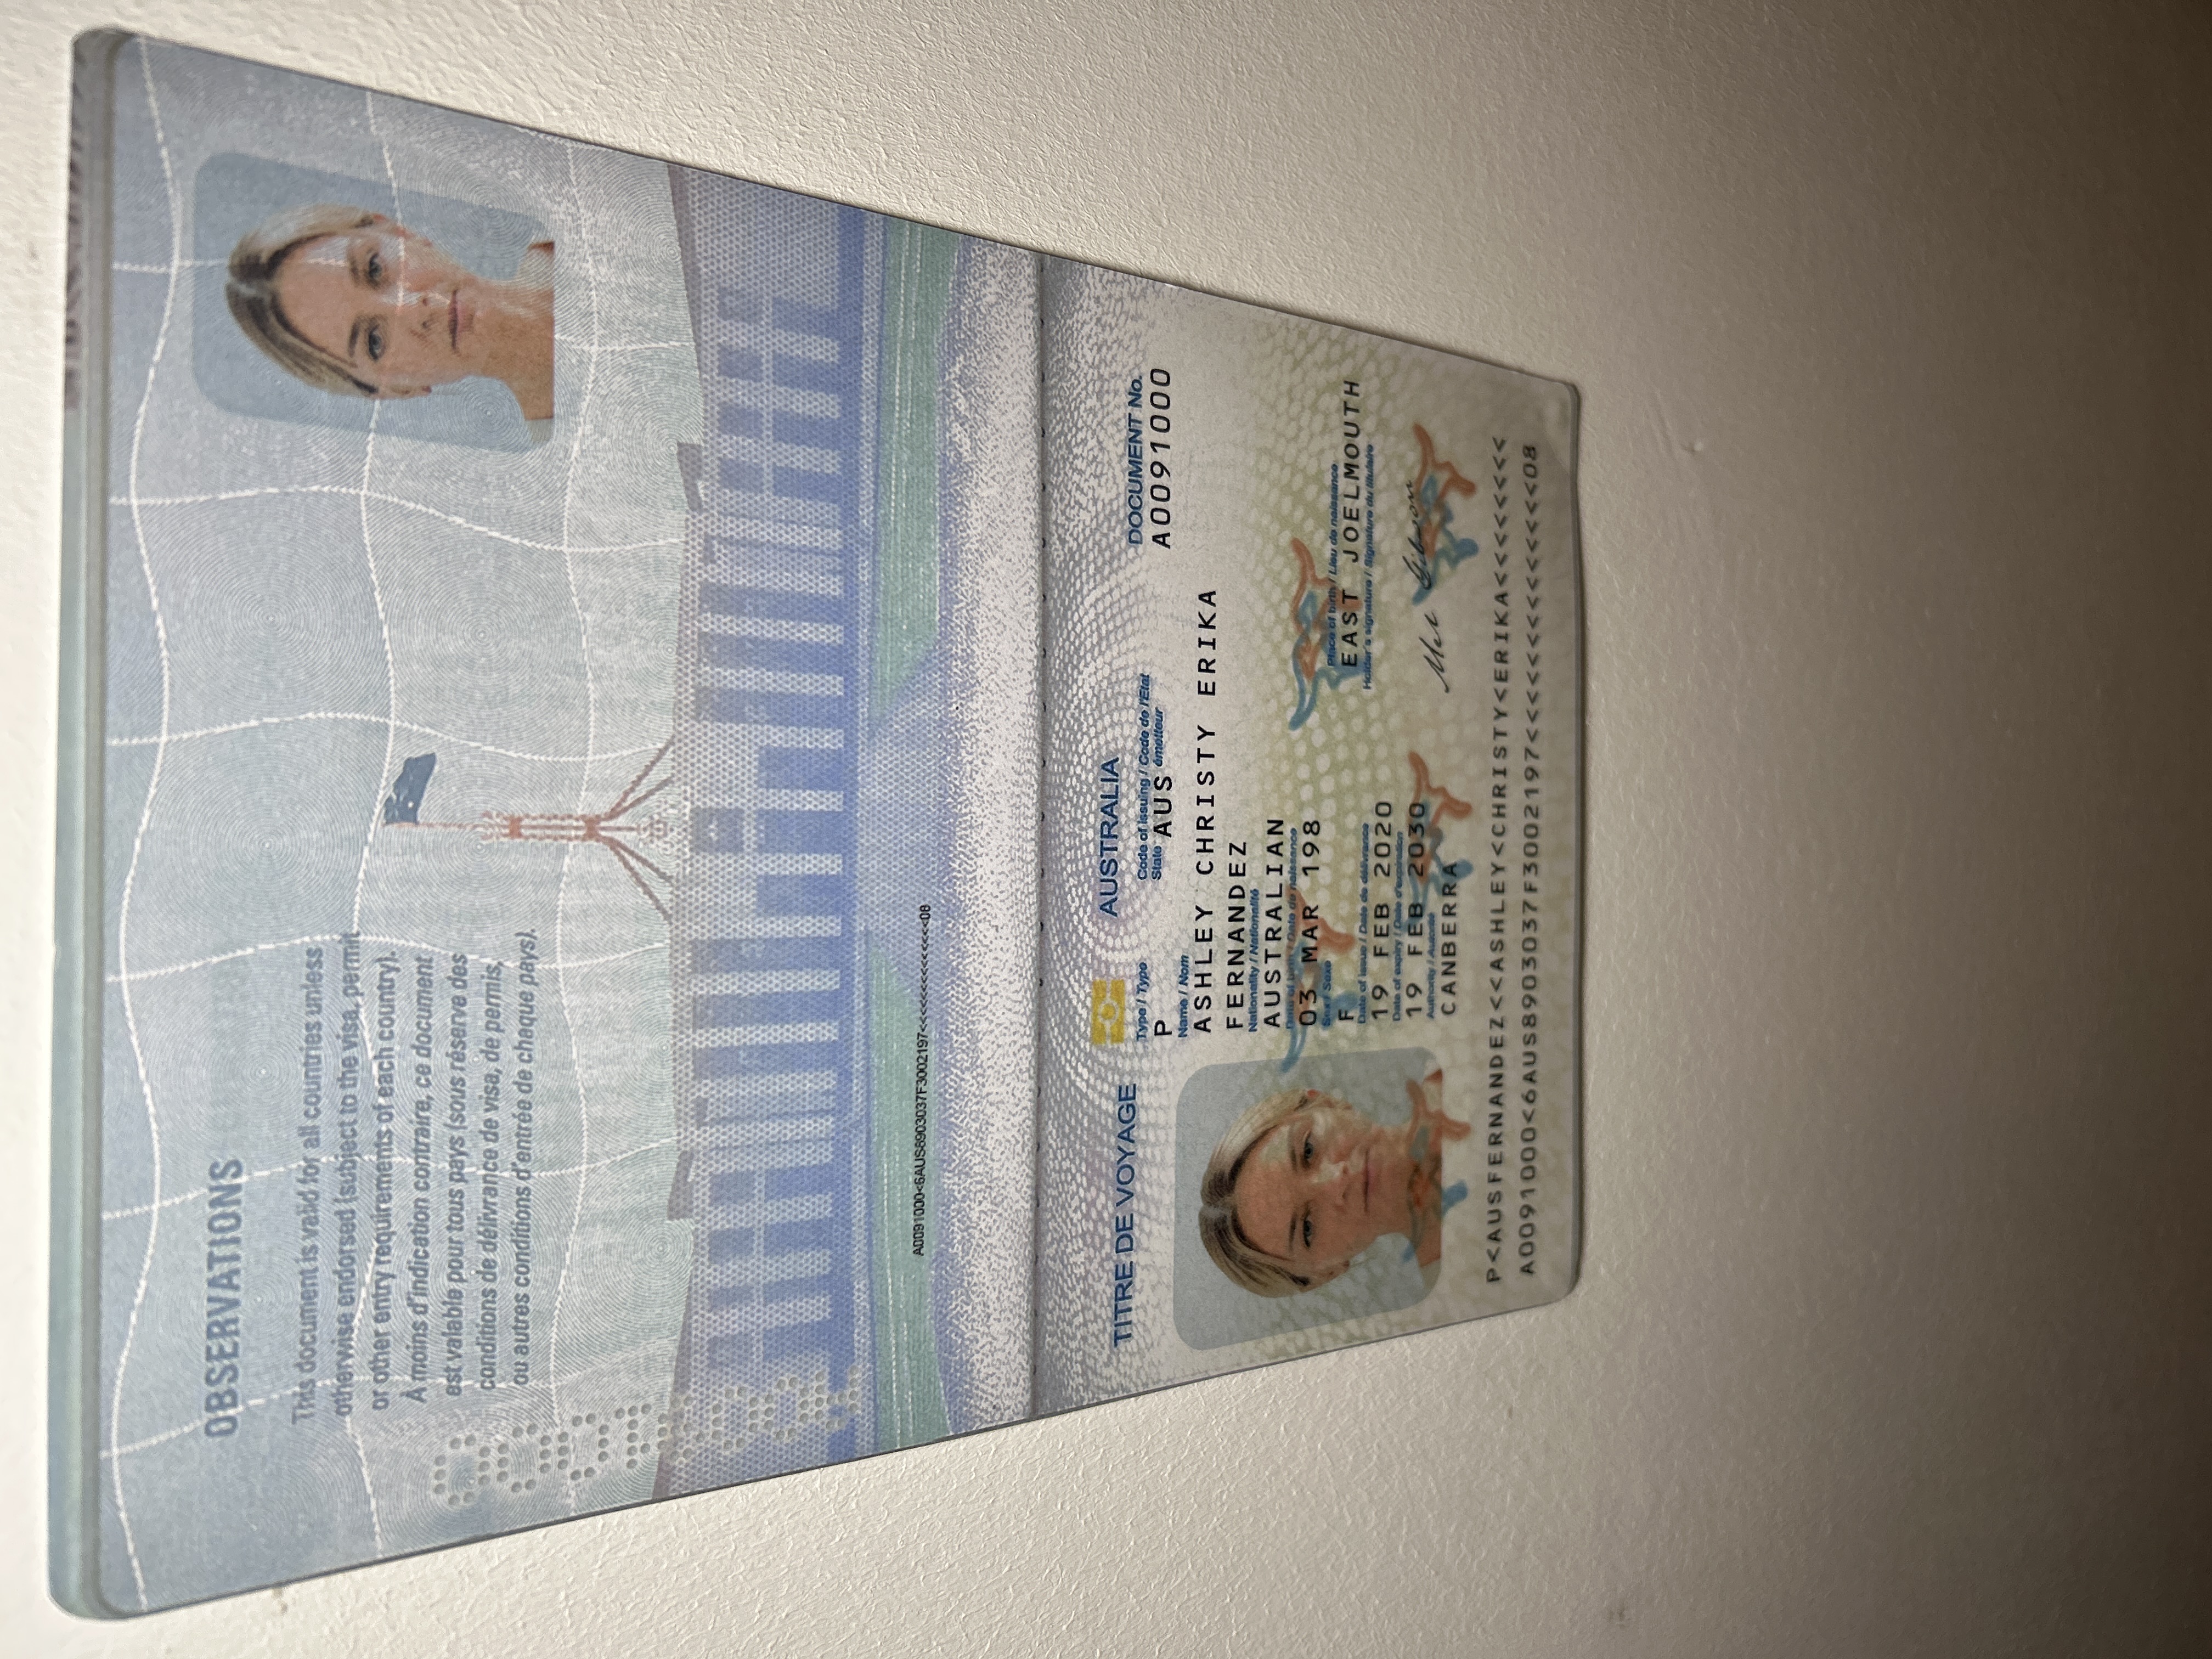 OBSERVATIONS
This document is valid for all countries unless
otherwise endorsed (subject to the visa, permit
or other entry requirements of each country).
À moins d'indication contraire, ce document
est valable pour tous pays (sous réserve des
conditions de délivrance de visa, de permis,
ou autres conditions d'entrée de chaque pays).
A0091000<6AUS8903037F3002197<<<<<<<<<<<<<<08
TITRE DE VOYAGE
AUSTRALIA
Type / Type
Code of issuing / Code de l'Etat
State émetteur
DOCUMENT No.
P
AUS
A0091000
Name / Nom
ASHLEY CHRISTY ERIKA
FERNANDEZ
Nationality / Nationalité
AUSTRALIAN
Date of birth / Date de naissance
03 MAR 198
Sex / Sexe
Place of birth / Lieu de naissance
F
EAST JOELMOUTH
Date of issue / Date de délivrance
Holder's signature / Signature du titulaire
19 FEB 2020
Date of expiry / Date d'expiration
19 FEB 2030
Mel Gibson
Authority / Autorité
CANBERRA
P<AUSFERNANDEZ<<ASHLEY<CHRISTY<ERIKA<<<<<<<<
A0091000<6AUS8903037F3002197<<<<<<<<<<<<<<08